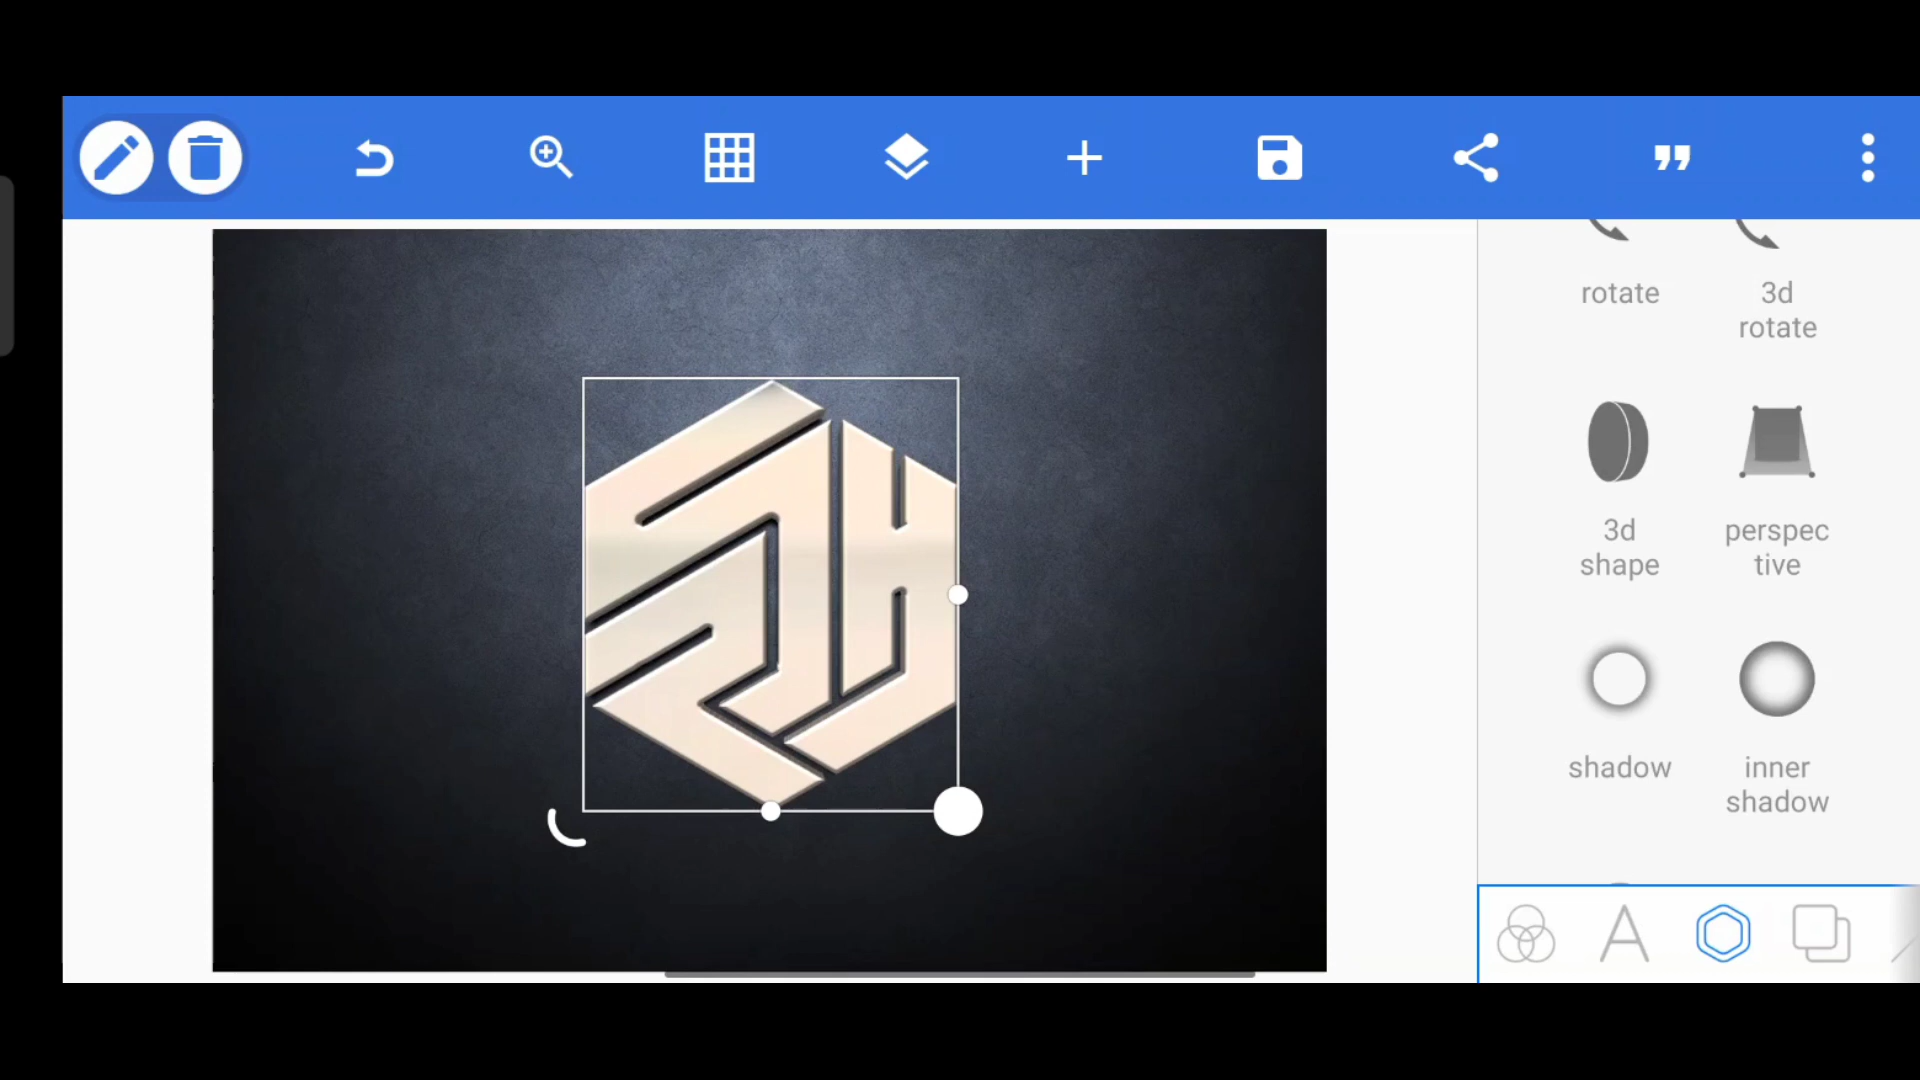 rotate
3d
rotate
3d
shape
perspec
tive
shadow
inner
shadow